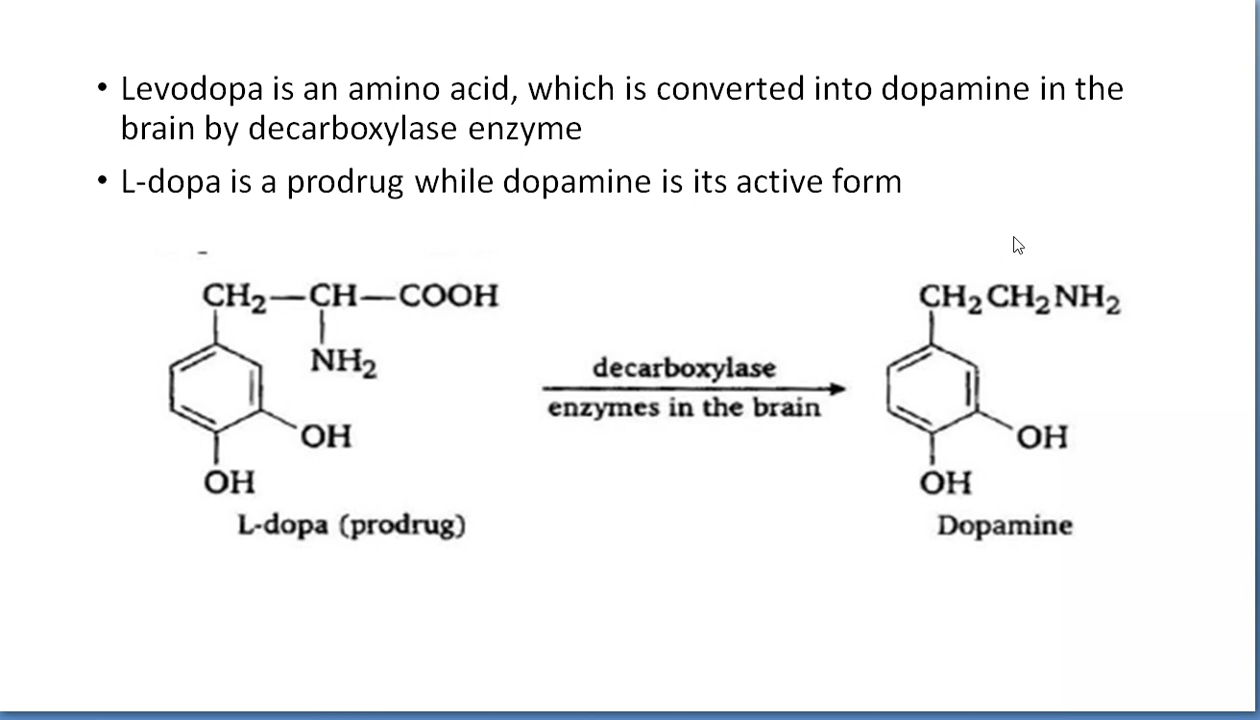 • Levodopa is an amino acid, which is converted into dopamine in the
brain by decarboxylase enzyme
• L-dopa is a prodrug while dopamine is its active form
CH₂—CH—COOH
NH₂
OH
OH
L-dopa (prodrug)
decarboxylase
enzymes in the brain
CH₂CH₂NH₂
OH
OH
Dopamine